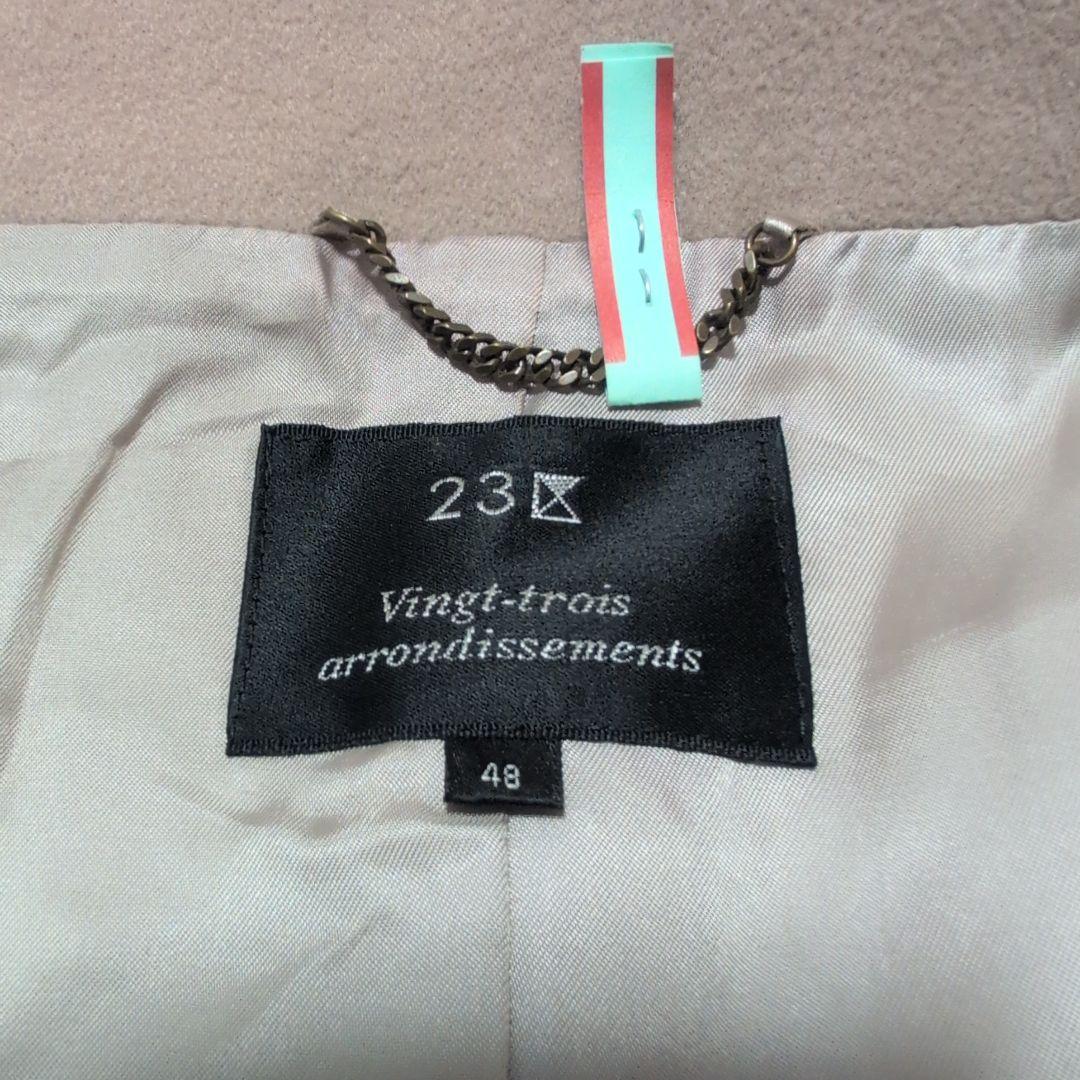 23区
Vingt-trois
arrondissements
48